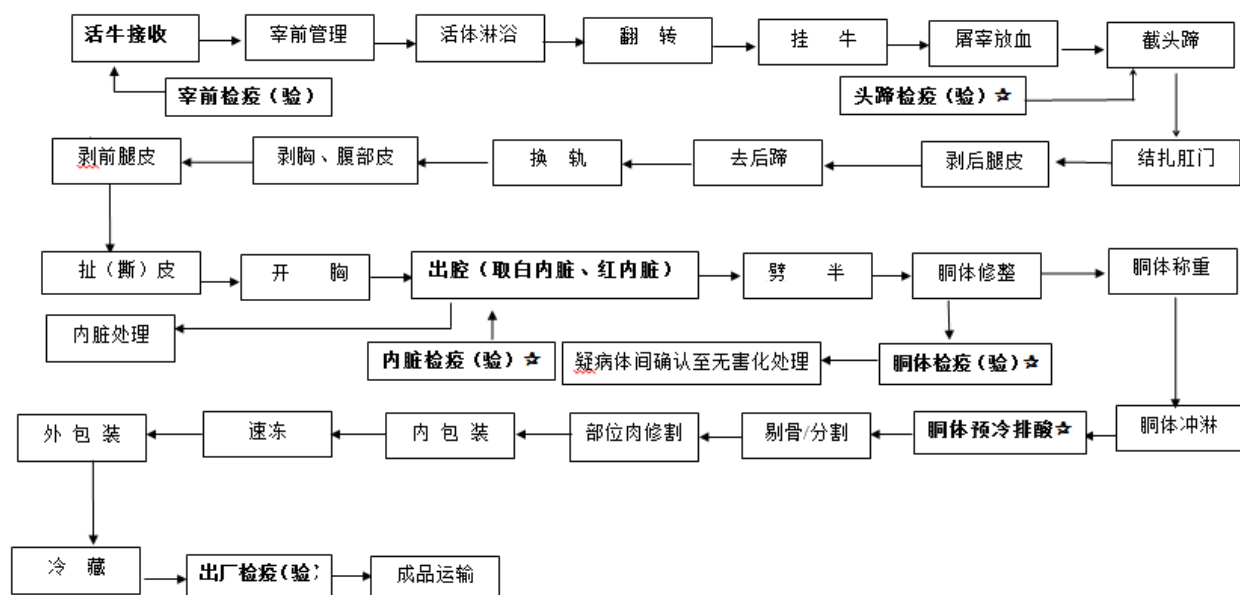 活牛接收
宰前管理
活体淋浴
翻 转
挂 牛
屠宰放血
截头蹄
宰前检疫（验）
头蹄检疫（验）☆
剥前腿皮
剥胸、腹部皮
换 轨
去后蹄
剥后腿皮
结扎肛门
扯（撕）皮
开 胸
出腔（取白内脏、红内脏）
劈 半
胴体修整
胴体称重
内脏处理
内脏检疫（验）☆
疑病体间确认至无害化处理
胴体检疫（验）☆
外 包 装
速冻
内 包 装
部位肉修割
剔骨/分割
胴体预冷排酸☆
胴体冲淋
冷 藏
出厂检疫（验）
成品运输